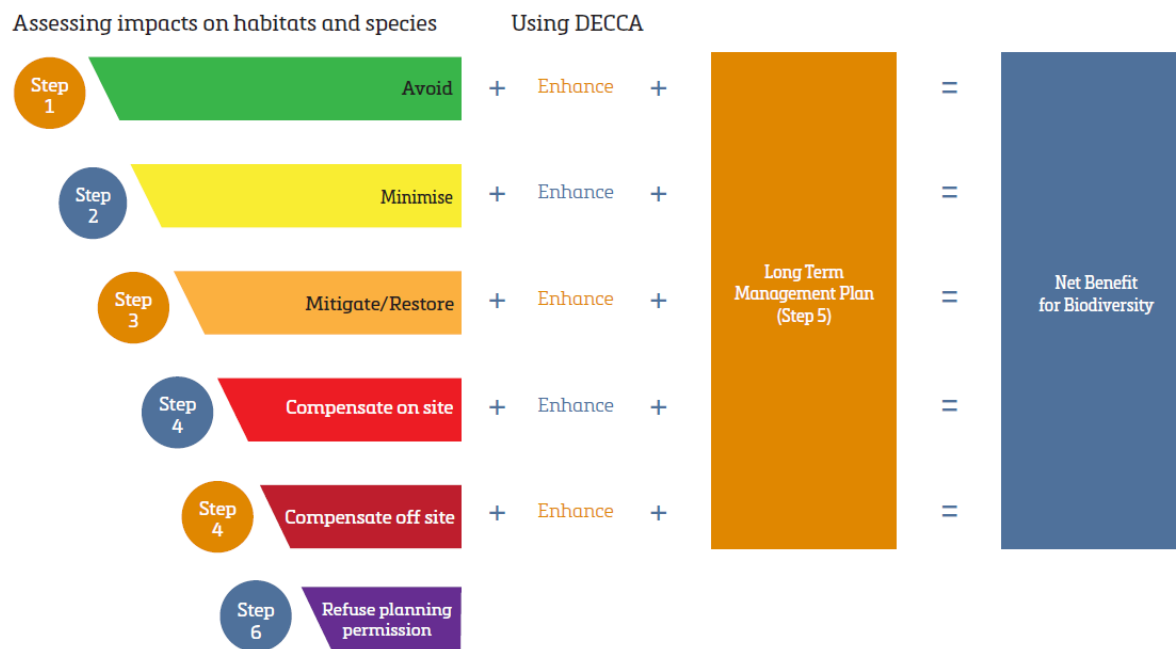 Assessing impacts on habitats and species
Using DECCA
Step
1
Avoid
+
Enhance
+
=
Step
2
Minimise
+
Enhance
+
=
Step
3
Mitigate/Restore
+
Enhance
+
Long Term
Management Plan
(Step 5)
=
Net Benefit
for Biodiversity
Step
4
Compensate on site
+
Enhance
+
=
Step
4
Compensate off site
+
Enhance
+
=
Step
6
Refuse planning
permission